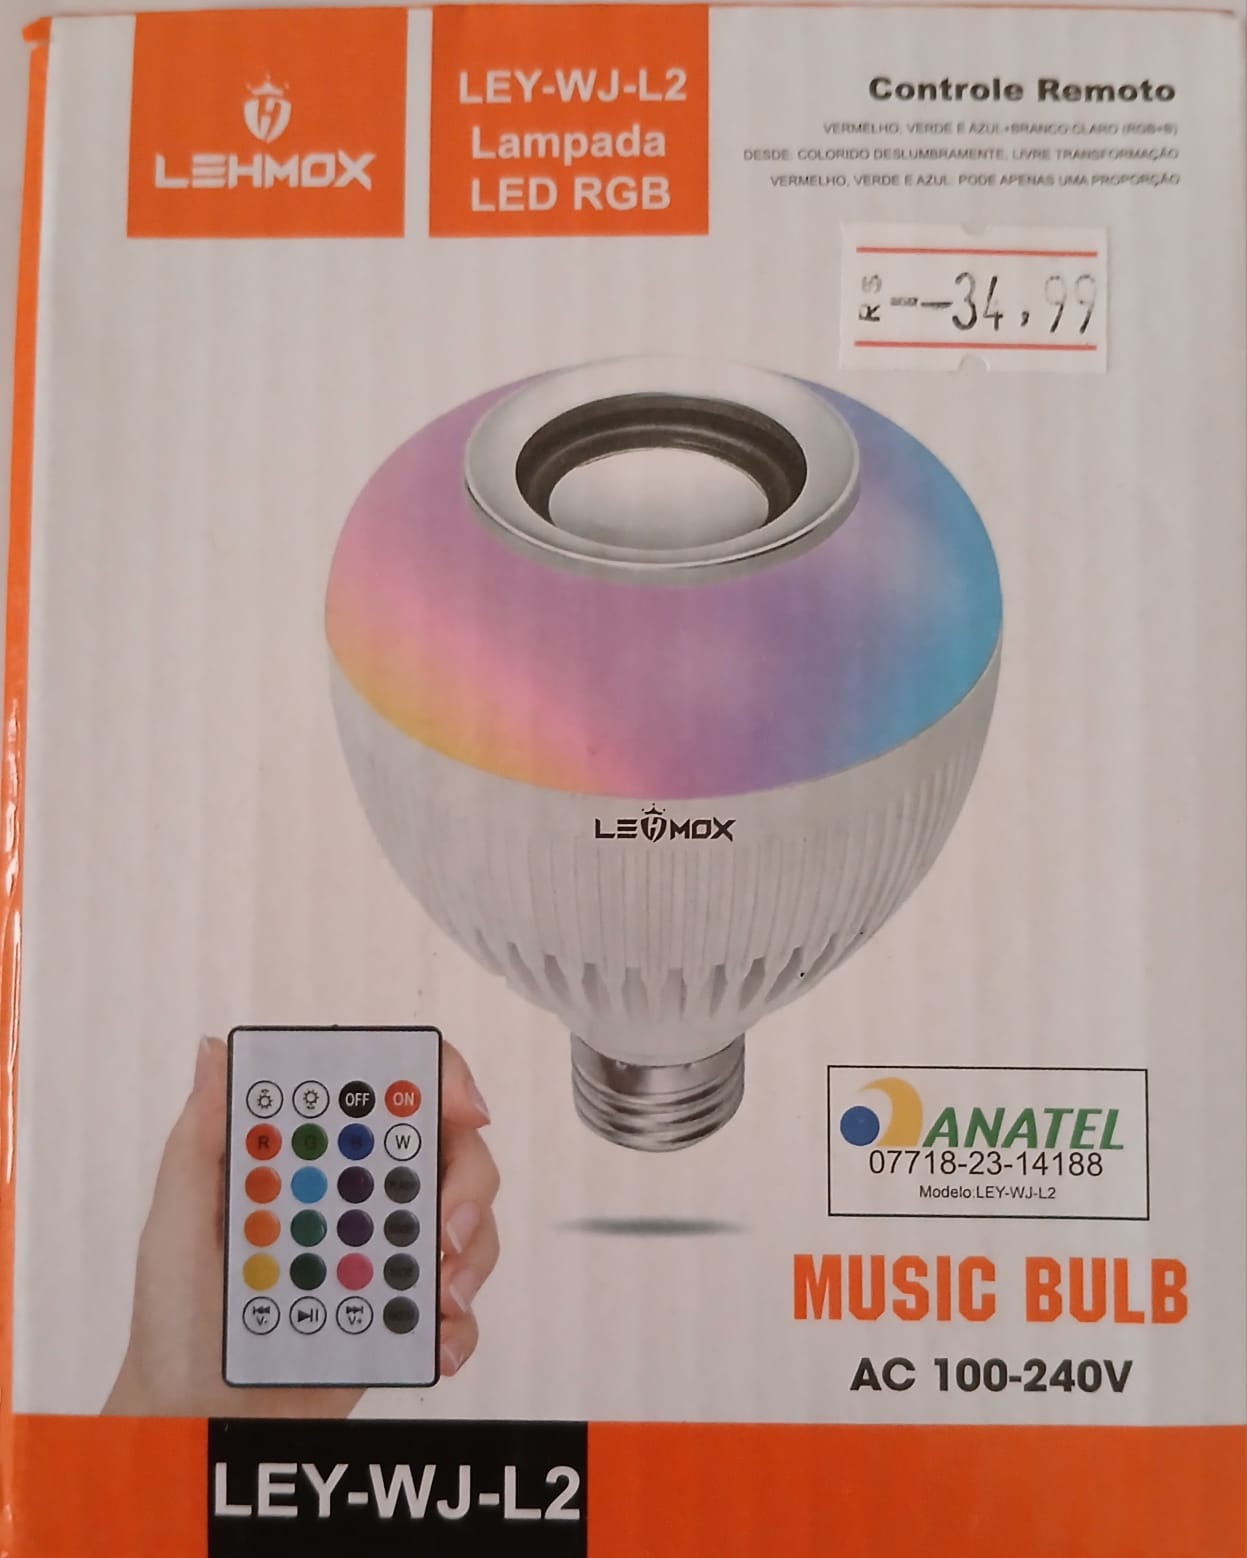 LEHMOX
LEY-WJ-L2
Lampada
LED RGB
Controle Remoto
VERMELHO, VERDE E AZUL+BRANCO CLARO (RGB+B)
DESDE: COLORIDO DESLUMBRAMENTE, LIVRE TRANSFORMAÇÃO
VERMELHO, VERDE E AZUL: PODE APENAS UMA PROPORÇÃO
R$ --34,99
LEHMOX
OFF ON
R G B W
V- V+
ANATEL
07718-23-14188
Modelo:LEY-WJ-L2
MUSIC BULB
AC 100-240V
LEY-WJ-L2